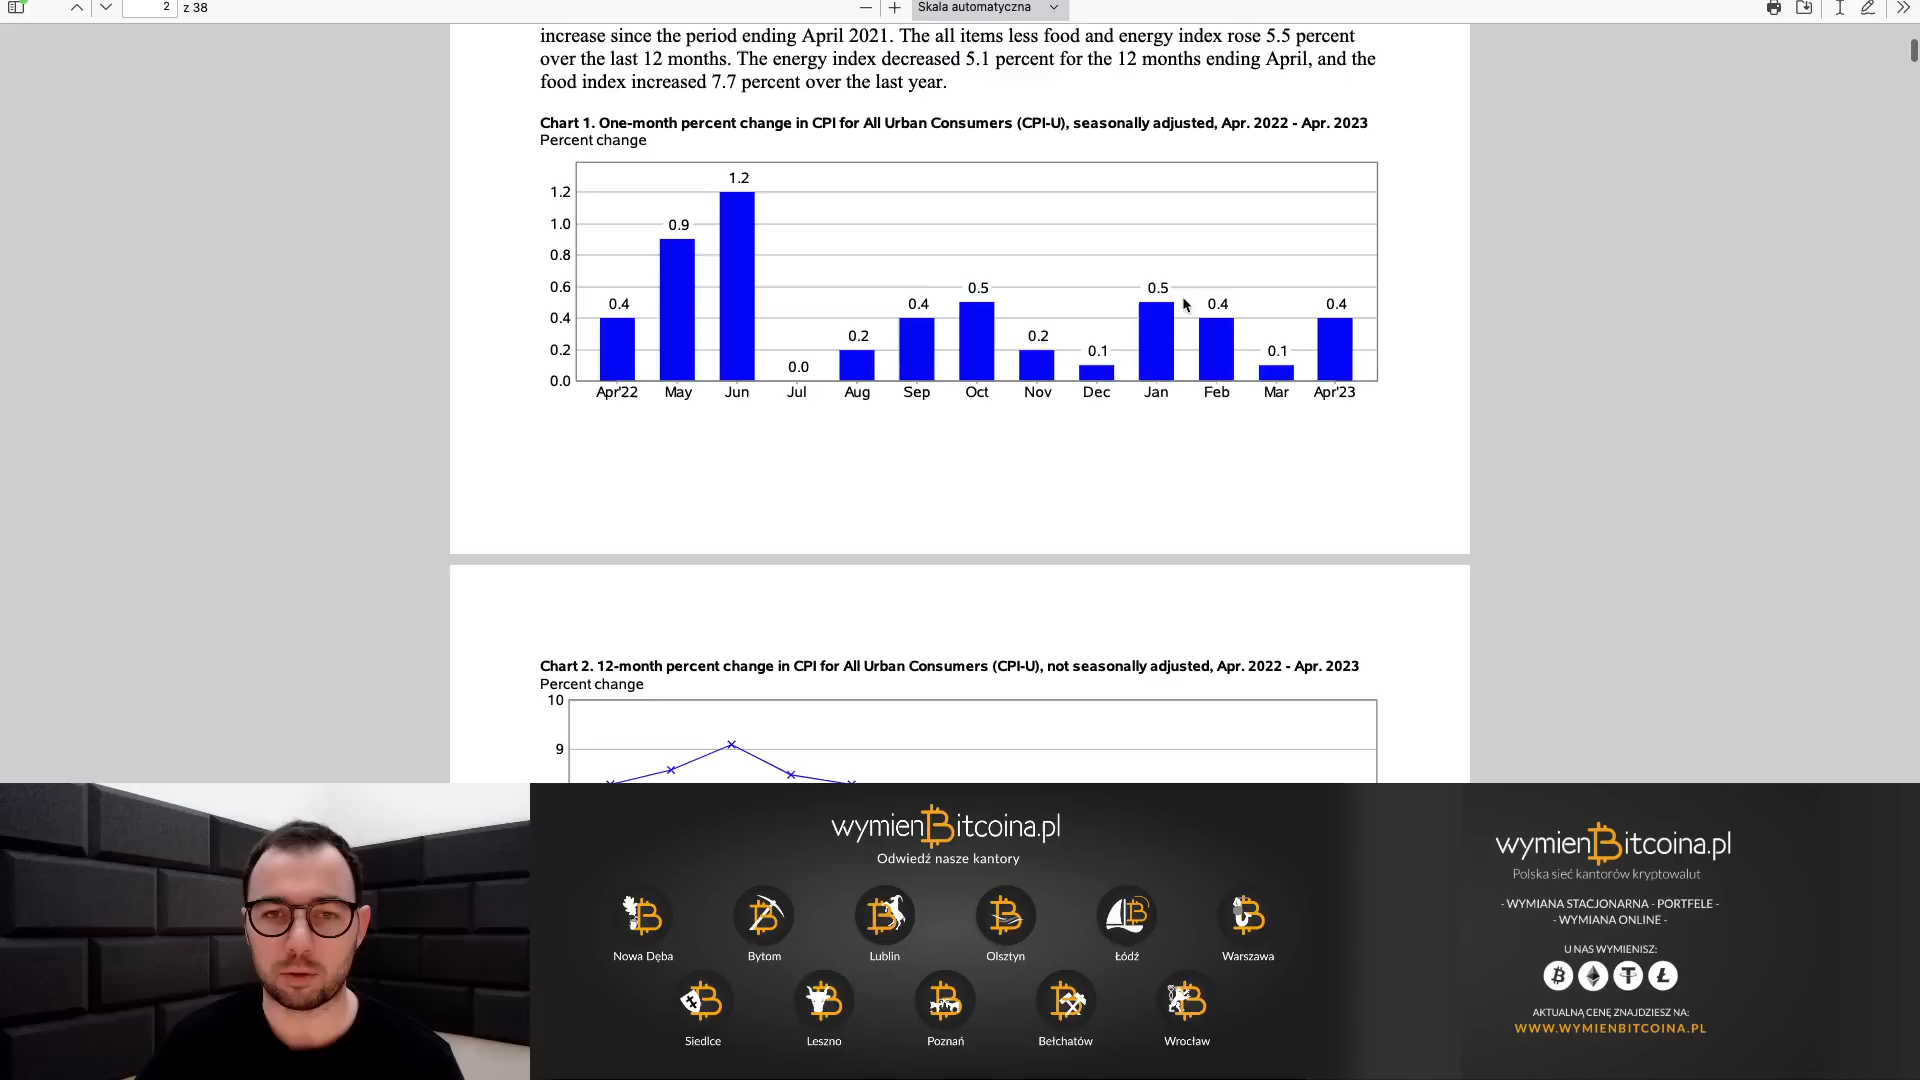 2 z 38 Skala automatyczna
increase since the period ending April 2021. The all items less food and energy index rose 5.5 percent
over the last 12 months. The energy index decreased 5.1 percent for the 12 months ending April, and the
food index increased 7.7 percent over the last year.
Chart 1. One-month percent change in CPI for All Urban Consumers (CPI-U), seasonally adjusted, Apr. 2022 - Apr. 2023
Percent change
1.2
1.2
1.0
0.9
0.8
0.6
0.5
0.5
0.4
0.4
0.4
0.4
0.4
0.2
0.2
0.2
0.1
0.1
0.0
0.0
Apr'22 May Jun Jul Aug Sep Oct Nov Dec Jan Feb Mar Apr'23
Chart 2. 12-month percent change in CPI for All Urban Consumers (CPI-U), not seasonally adjusted, Apr. 2022 - Apr. 2023
Percent change
10
9
wymienBitcoina.pl
Odwiedź nasze kantory
Nowa Dęba Bytom Lublin Olsztyn Łódź Warszawa
Siedlce Leszno Poznań Bełchatów Wrocław
wymienBitcoina.pl
Polska sieć kantorów kryptowalut
- WYMIANA STACJONARNA - PORTFELE -
- WYMIANA ONLINE -
U NAS WYMIENISZ:
AKTUALNĄ CENĘ ZNAJDZIESZ NA:
WWW.WYMIENBITCOINA.PL